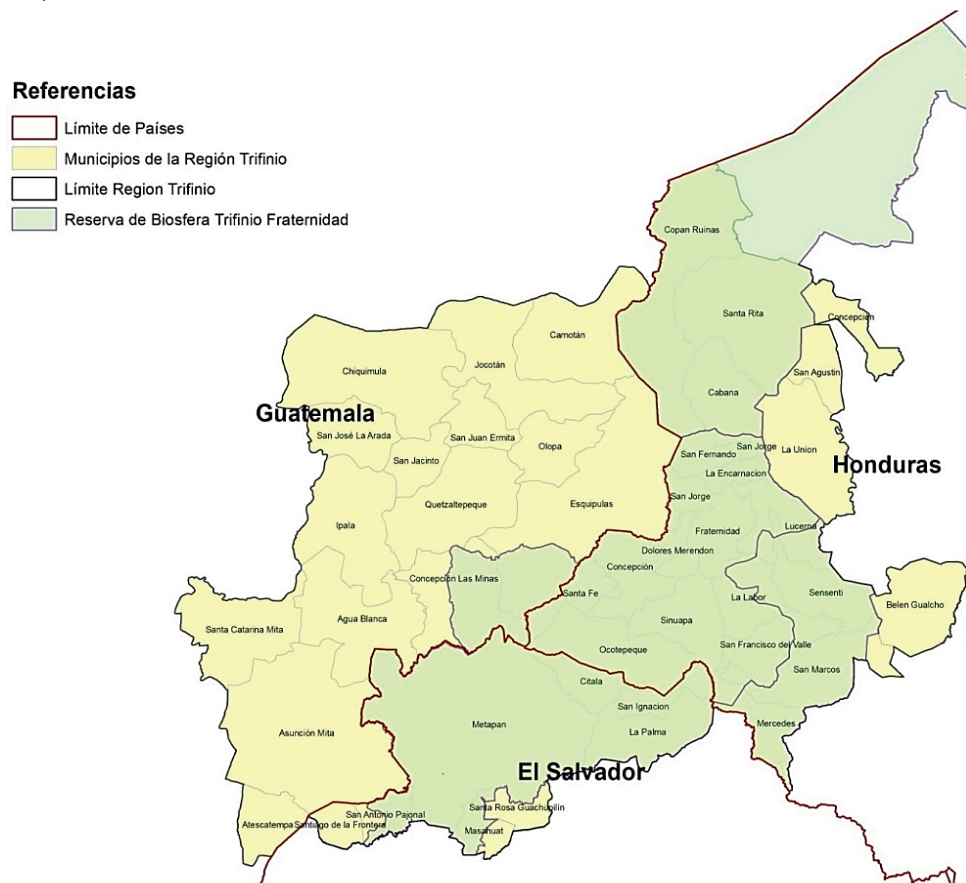 Referencias
Límite de Países
Municipios de la Región Trifinio
Límite Region Trifinio
Reserva de Biosfera Trifinio Fraternidad
Copan Ruinas
Santa Rita
Concepción
Camotán
Jocotán
Chiquimula
San Agustin
Cabana
Guatemala
San José La Arada
San Juan Ermita
Olopa
San Jorge
La Union
San Fernando
San Jacinto
Honduras
La Encarnacion
San Jorge
Quetzaltepeque
Esquipulas
Ipala
Fraternidad
Lucerna
Dolores Merendon
Concepción
Concepción Las Minas
Santa Fe
La Labor
Sensenti
Belen Gualcho
Agua Blanca
Sinuapa
Santa Catarina Mita
Ocotepeque
San Francisco del Valle
San Marcos
Citala
San Ignacion
Metapan
Mercedes
La Palma
Asunción Mita
El Salvador
Santa Rosa Guachupilín
San Antonio Pajonal
Atescatempa
Santiago de la Frontera
Masahuat